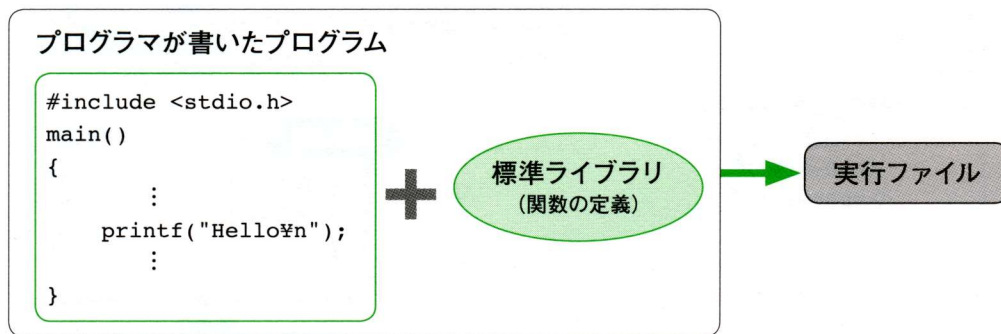 プログラマが書いたプログラム
#include <stdio.h>
main()
{
⋮
printf("Hello¥n");
⋮
}
+
標準ライブラリ
(関数の定義)
実行ファイル